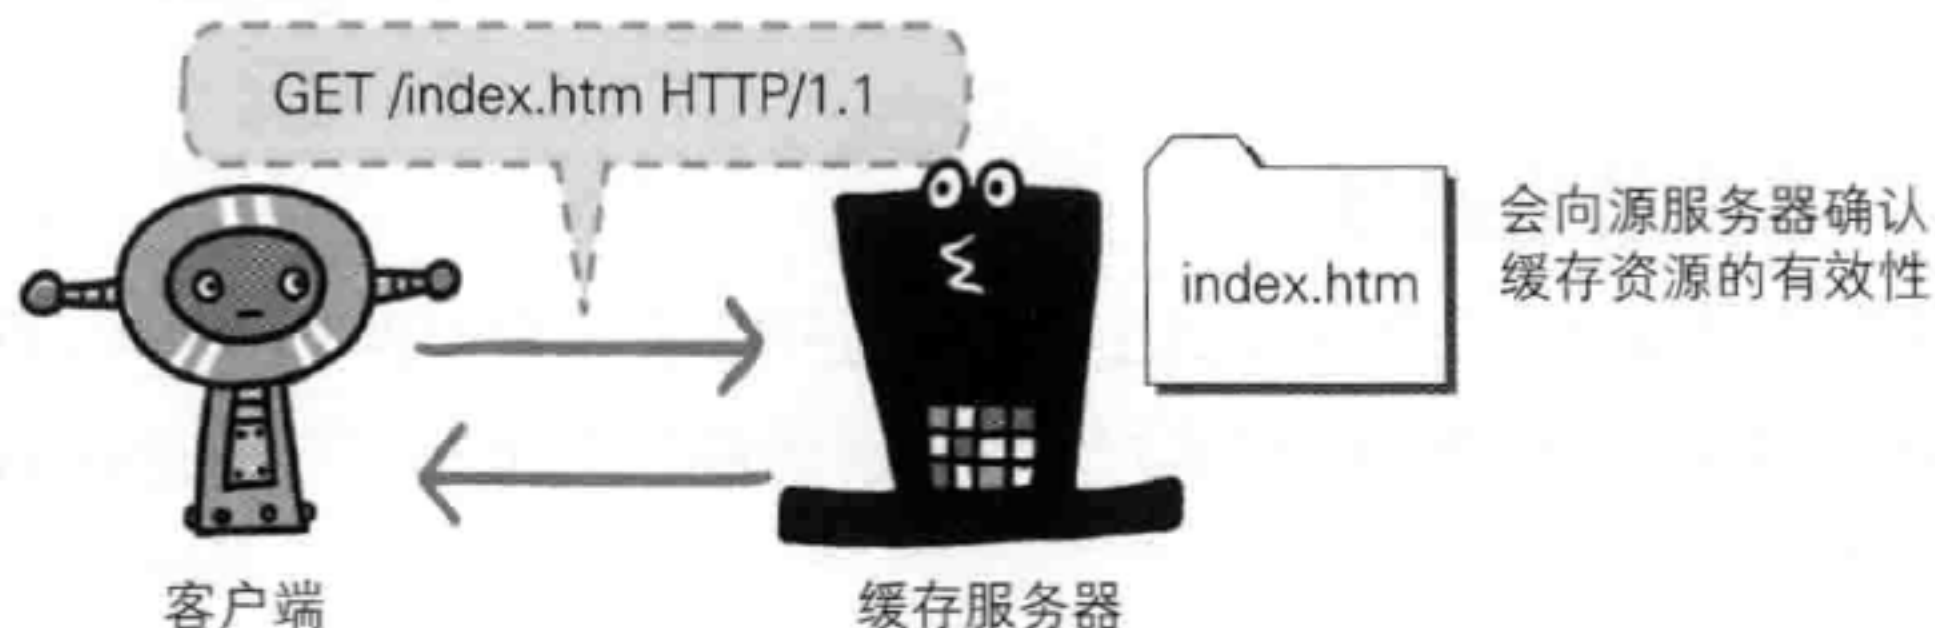 GET /index.htm HTTP/1.1
index.htm
会向源服务器确认
缓存资源的有效性
客户端
缓存服务器